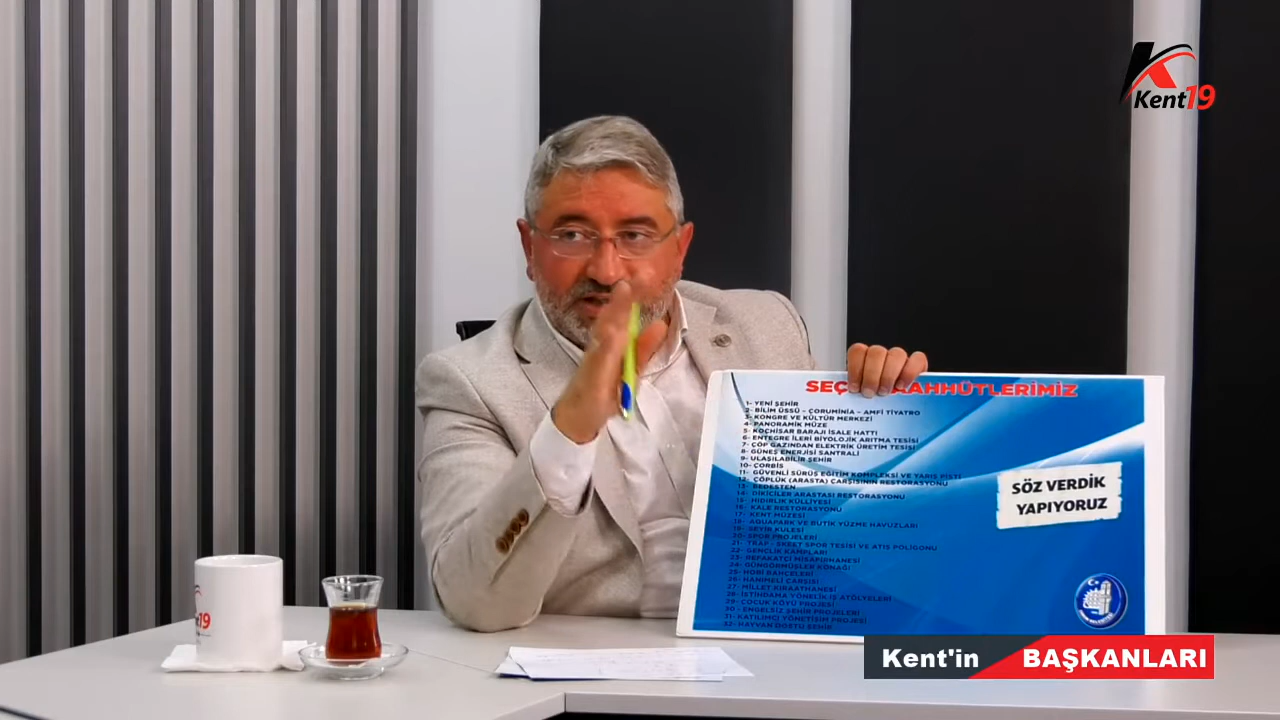 Kent19
SEÇ AAHHÜTLERİMİZ
1- YENİ ŞEHİR
2- BİLİM ÜSSÜ - ÇORUMİNİA - AMFİ TİYATRO
3- KONGRE VE KÜLTÜR MERKEZİ
4- PANORAMİK MÜZE
5- KOÇHİSAR BARAJI İSALE HATTI
6- ENTEGRE İLERİ BİYOLOJİK ARITMA TESİSİ
7- ÇÖP GAZINDAN ELEKTRİK ÜRETİM TESİSİ
8- GÜNEŞ ENERJİSİ SANTRALİ
9- ULAŞILABİLİR ŞEHİR
10- ÇORBİS
11- GÜVENLİ SÜRÜŞ EĞİTİM KOMPLEKSİ VE YARIŞ PİSTİ
12- ÇÖPLÜK (ARASTA) ÇARŞISININ RESTORASYONU
13- BEDESTEN
14- DİKİCİLER ARASTASI RESTORASYONU
15- HIDIRLIK KÜLLİYESİ
16- KALE RESTORASYONU
17- KENT MÜZESİ
18- AQUAPARK VE BUTİK YÜZME HAVUZLARI
19- SEYİR KULESİ
20- SPOR PROJELERİ
21- TRAP - SKEET SPOR TESİSİ VE ATIŞ POLİGONU
22- GENÇLİK KAMPLARI
23- REFAKATÇİ MİSAFİRHANESİ
24- GÜNGÖRMÜŞLER KONAĞI
25- HOBİ BAHÇELERİ
26- HANIMELİ ÇARŞISI
27- MİLLET KIRAATHANESİ
28- İSTİHDAMA YÖNELİK İŞ ATÖLYELERİ
29- ÇOCUK KÖYÜ PROJESİ
30- ENGELSİZ ŞEHİR PROJELERİ
31- KATILIMCI YÖNETİŞİM PROJESİ
32- HAYVAN DOSTU ŞEHİR
SÖZ VERDİK
YAPIYORUZ
19
Kent'in BAŞKANLARI